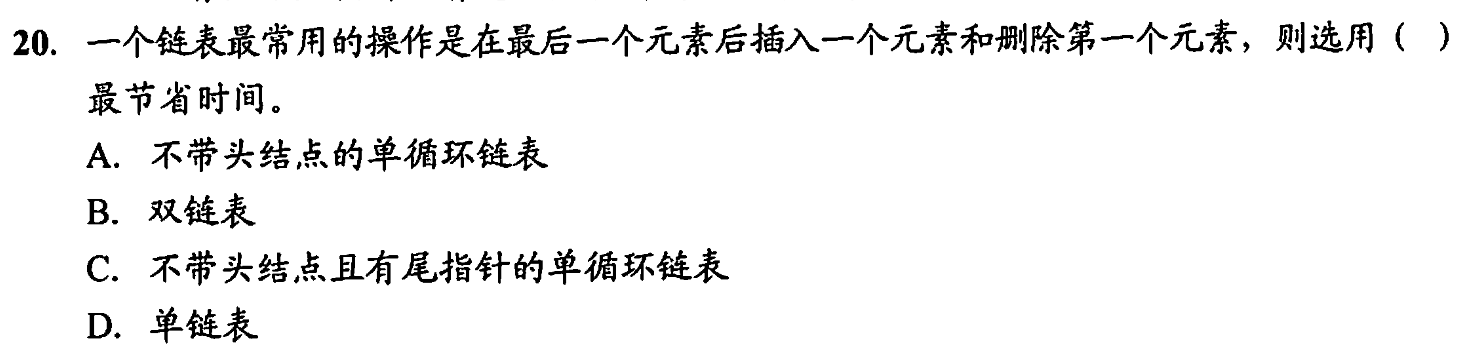 20. 一个链表最常用的操作是在最后一个元素后插入一个元素和删除第一个元素，则选用（ ）
最节省时间。
A. 不带头结点的单循环链表
B. 双链表
C. 不带头结点且有尾指针的单循环链表
D. 单链表